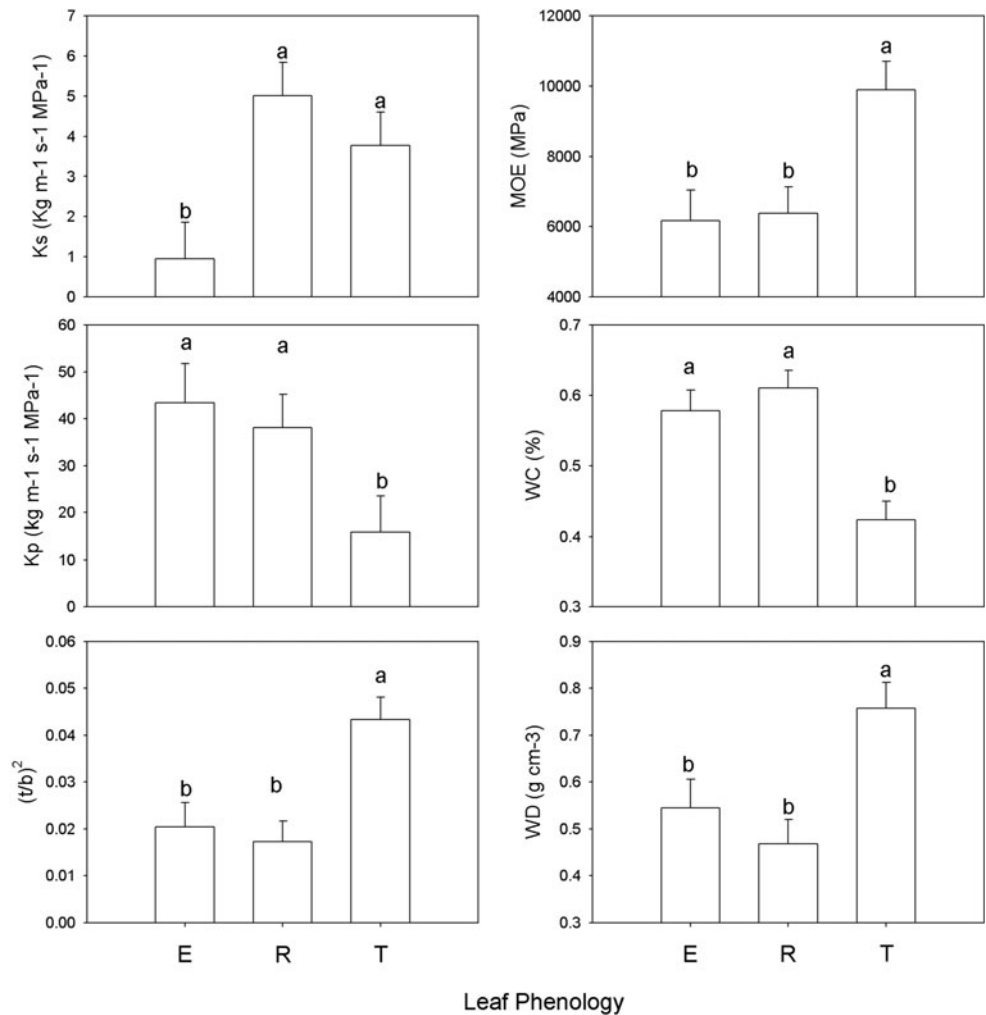 Ks (Kg m-1 s-1 MPa-1)
7
6
5
4
3
2
1
0
b
a
a
MOE (MPa)
12000
10000
8000
6000
4000
b
b
a
Kp (kg m-1 s-1 MPa-1)
60
50
40
30
20
10
0
a
a
b
WC (%)
0.7
0.6
0.5
0.4
0.3
a
a
b
(t/b)²
0.06
0.05
0.04
0.03
0.02
0.01
0.00
b
b
a
E R T
WD (g cm-3)
0.9
0.8
0.7
0.6
0.5
0.4
0.3
b
b
a
E R T
Leaf Phenology